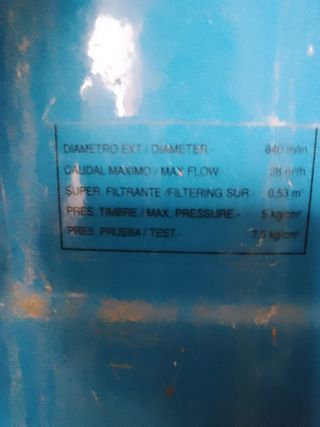 DIAMETRO EXT / DIAMETER.- 840 m/m
CAUDAL MAXIMO / MAX FLOW 28 m³/h
SUPER. FILTRANTE /FILTERING SUR.- 0,53 m²
PRES. TIMBRE / MAX. PRESSURE.- 5 kg/cm²
PRES. PRUEBA / TEST.- 7,5 kg/cm²